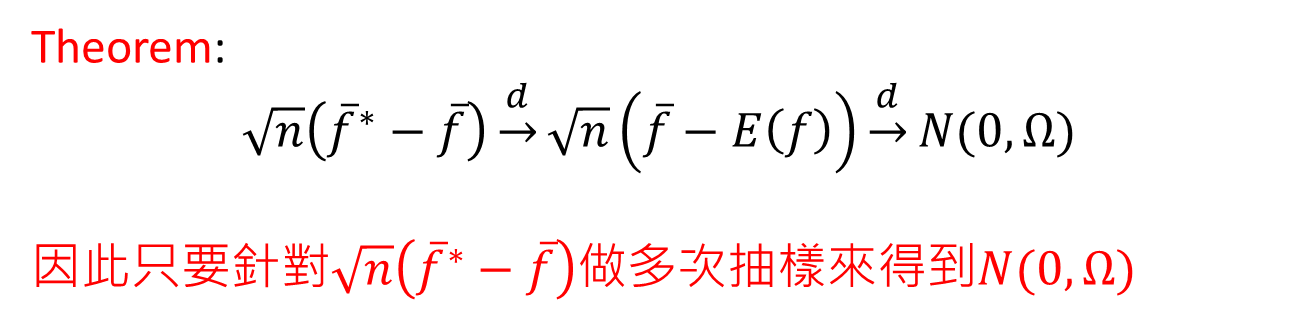 Theorem:
√n(f̄* − f̄) →ᵈ √n(f̄ − E(f)) →ᵈ N(0, Ω)
因此只要針對√n(f̄* − f̄)做多次抽樣來得到N(0, Ω)